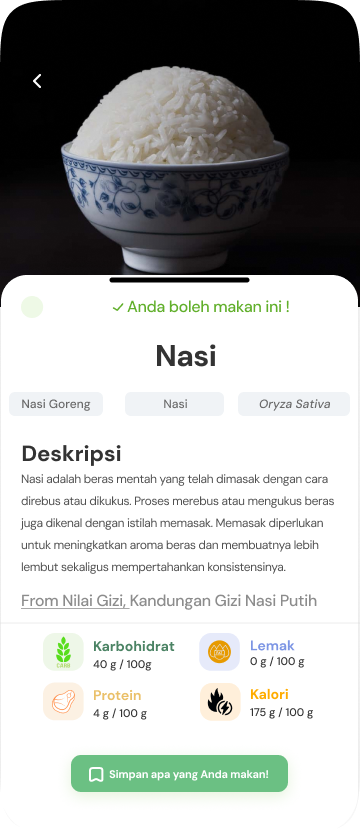 ✓ Anda boleh makan ini !
Nasi
Nasi Goreng
Nasi
Oryza Sativa
Deskripsi
Nasi adalah beras mentah yang telah dimasak dengan cara
direbus atau dikukus. Proses merebus atau mengukus beras
juga dikenal dengan istilah memasak. Memasak diperlukan
untuk meningkatkan aroma beras dan membuatnya lebih
lembut sekaligus mempertahankan konsistensinya.
From Nilai Gizi, Kandungan Gizi Nasi Putih
Karbohidrat
40 g / 100g
Lemak
0 g / 100 g
Protein
4 g / 100 g
Kalori
175 g / 100 g
Simpan apa yang Anda makan!